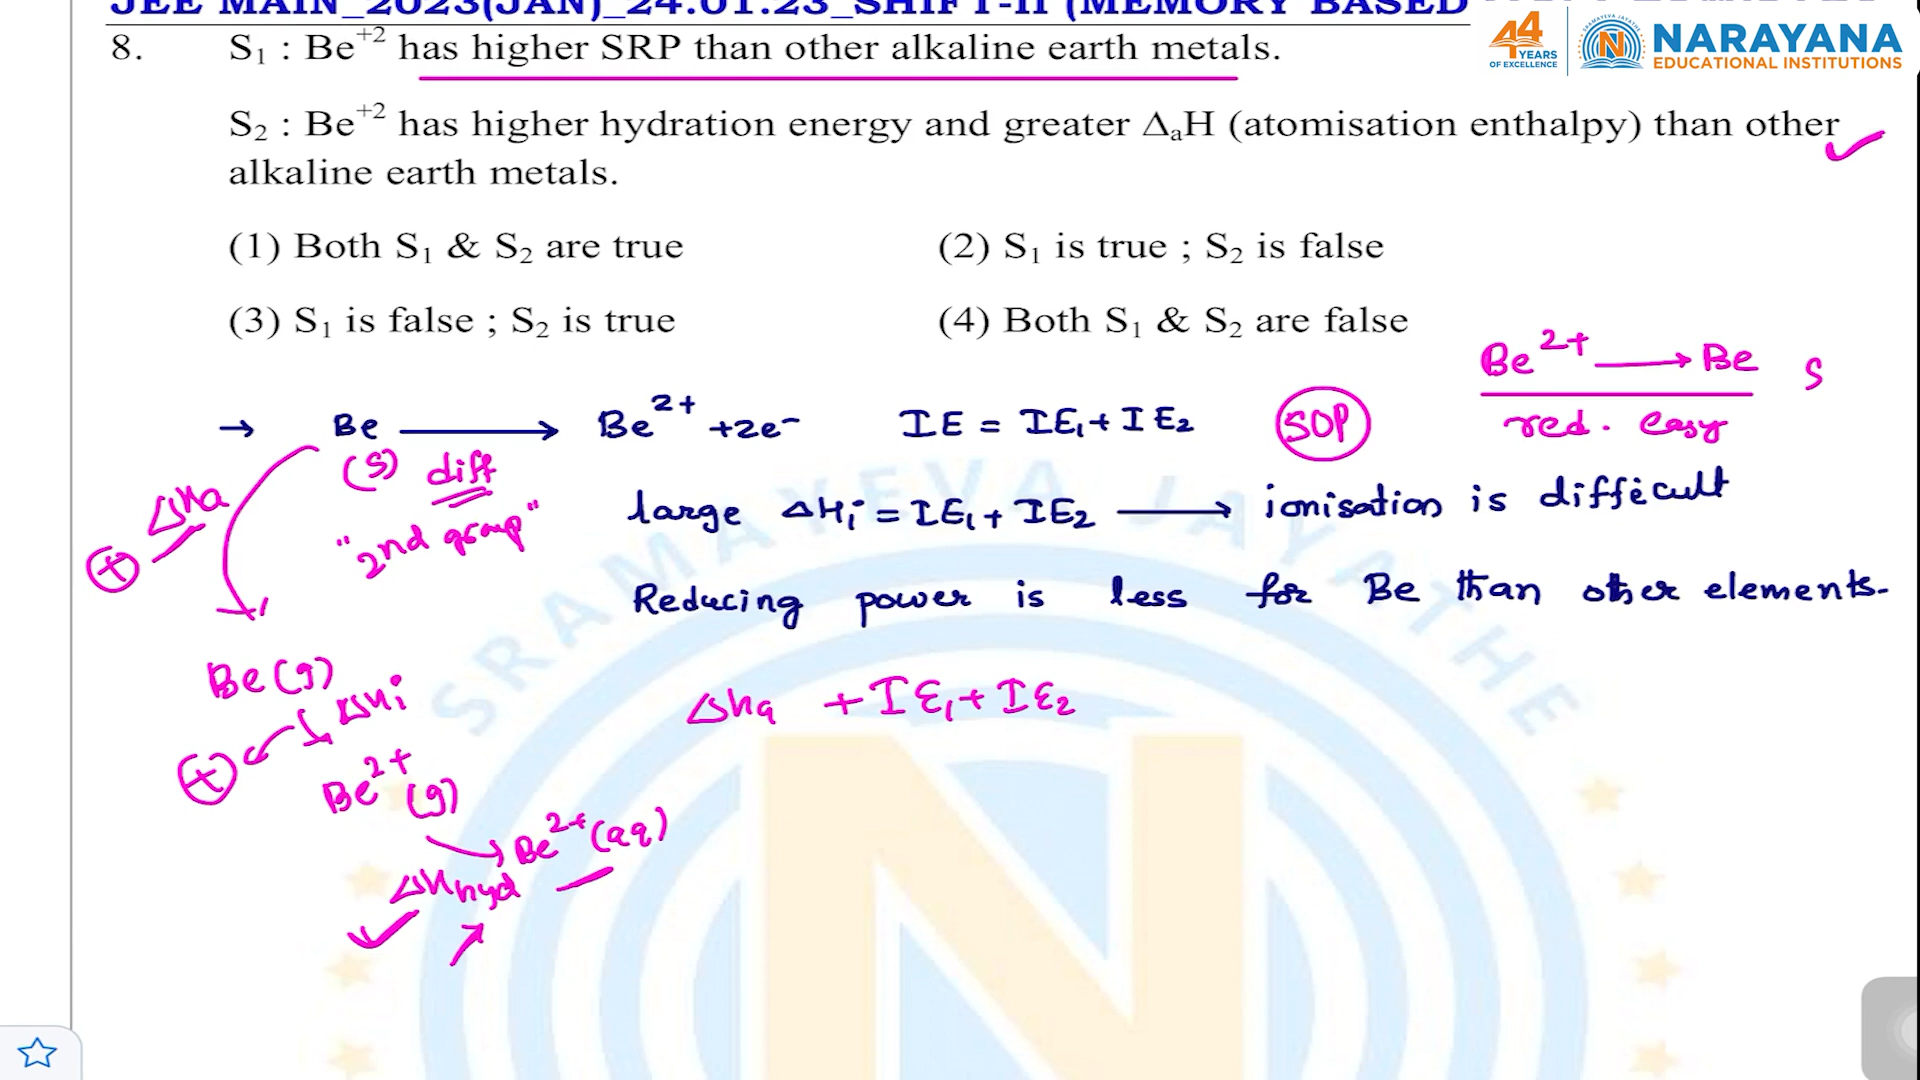 JEE MAIN_2023(JAN)_24.01.23_SHIFT-II (MEMORY BASED
44 YEARS OF EXCELLENCE
NARAYANA
EDUCATIONAL INSTITUTIONS
8. S₁ : Be⁺² has higher SRP than other alkaline earth metals.
S₂ : Be⁺² has higher hydration energy and greater ΔₐH (atomisation enthalpy) than other
alkaline earth metals.
(1) Both S₁ & S₂ are true (2) S₁ is true ; S₂ is false
(3) S₁ is false ; S₂ is true (4) Both S₁ & S₂ are false
Be²⁺ → Be S
red. easy
→ Be → Be²⁺ +2e⁻ IE = IE₁ + IE₂ SOP
(s) diff
"2nd group"
ΔHa
⊕
large ΔHi = IE₁ + IE₂ → ionisation is difficult
Reducing power is less for Be than other elements.
Be(g)
ΔHi
⊕
ΔHa + IE₁ + IE₂
Be²⁺(g)
Be²⁺(aq)
ΔHhyd
SRAMAYEVA JAYATHE
N